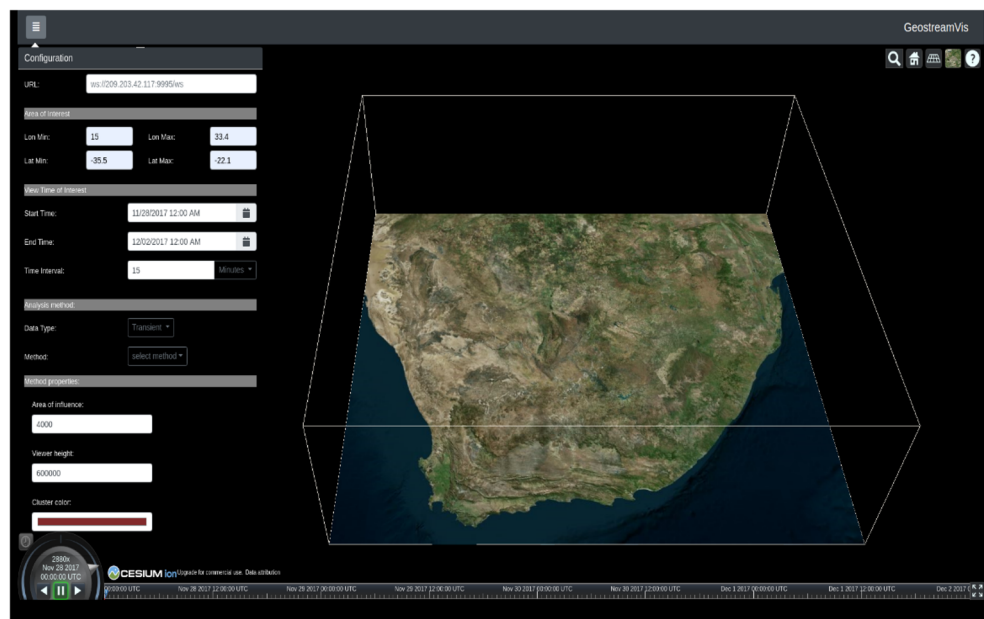 GeostreamVis
Configuration
URL: ws://209.203.42.117:9995/ws
Area of Interest
Lon Min: 15 Lon Max: 33.4
Lat Min: -35.5 Lat Max: -22.1
View Time of Interest
Start Time: 11/28/2017 12:00 AM
End Time: 12/02/2017 12:00 AM
Time Interval: 15 Minutes
Analysis method:
Data Type: Transient
Method: select method
Method properties:
Area of influence:
4000
Viewer height:
600000
Cluster color:
2880x
Nov 28 2017
00:00:00 UTC
CESIUM ion Upgrade for commercial use. Data attribution
00:00:00 UTC Nov 28 2017 12:00:00 UTC Nov 29 2017 00:00:00 UTC Nov 29 2017 12:00:00 UTC Nov 30 2017 00:00:00 UTC Nov 30 2017 12:00:00 UTC Dec 1 2017 00:00:00 UTC Dec 1 2017 12:00:00 UTC Dec 2 2017